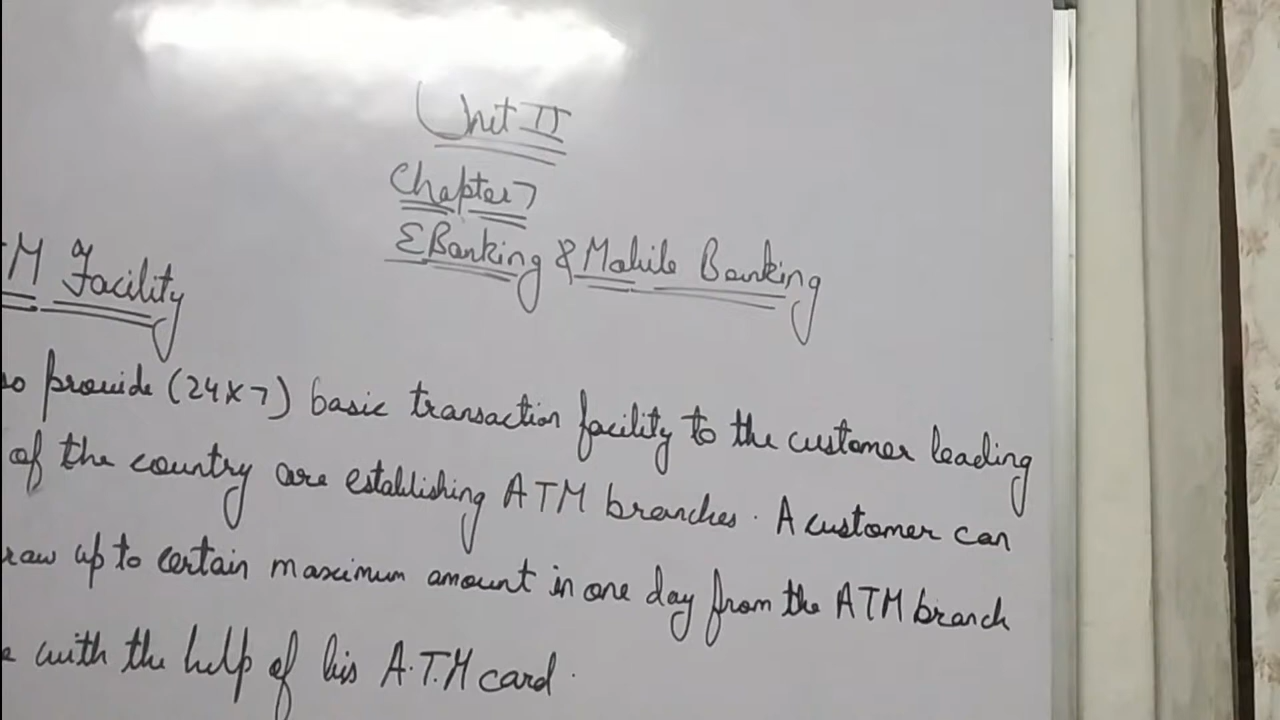 Unit II
Chapter 7
E Banking & Mobile Banking
M Facility
so provide (24x7) basic transaction facility to the customer leading
of the country are establishing ATM branches. A customer can
raw up to certain maximum amount in one day from the ATM branch
e with the help of his A.T.M card.